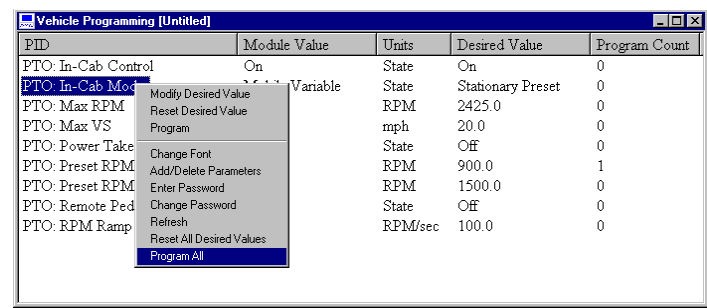 Vehicle Programming [Untitled]
PID Module Value Units Desired Value Program Count
PTO: In-Cab Control On State On 0
PTO: In-Cab Mode Mobile Variable State Stationary Preset 0
PTO: Max RPM RPM 2425.0 0
PTO: Max VS mph 20.0 0
PTO: Power Take State Off 0
PTO: Preset RPM RPM 900.0 1
PTO: Preset RPM RPM 1500.0 0
PTO: Remote Ped State Off 0
PTO: RPM Ramp RPM/sec 100.0 0
Modify Desired Value
Reset Desired Value
Program
Change Font
Add/Delete Parameters
Enter Password
Change Password
Refresh
Reset All Desired Values
Program All